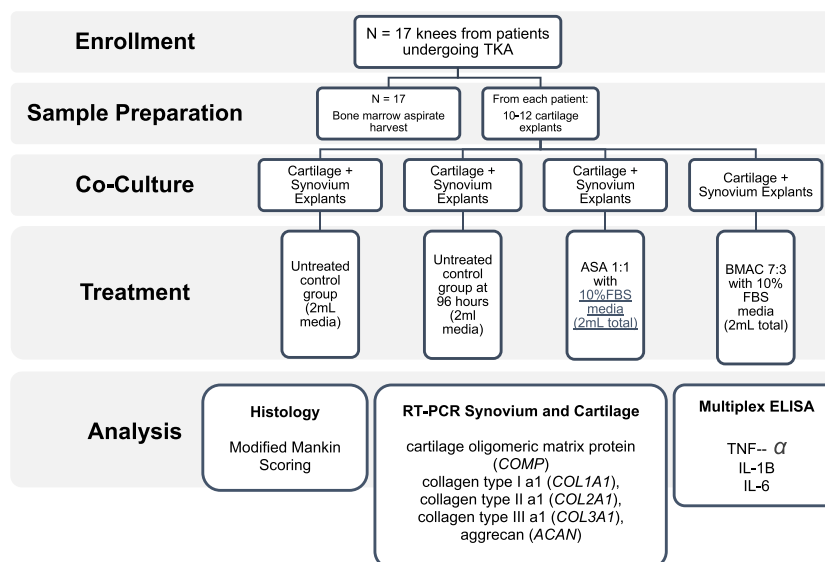 Enrollment
N = 17 knees from patients
undergoing TKA
Sample Preparation
N = 17
Bone marrow aspirate
harvest
From each patient:
10-12 cartilage
explants
Co-Culture
Cartilage +
Synovium
Explants
Cartilage +
Synovium
Explants
Cartilage +
Synovium
Explants
Cartilage +
Synovium Explants
Treatment
Untreated
control
group
(2mL
media)
Untreated
control
group at
96 hours
(2ml
media)
ASA 1:1
with
10%FBS
media
(2mL total)
BMAC 7:3
with 10%
FBS
media
(2mL total)
Analysis
Histology
Modified Mankin
Scoring
RT-PCR Synovium and Cartilage
cartilage oligomeric matrix protein
(COMP)
collagen type I a1 (COL1A1),
collagen type II a1 (COL2A1),
collagen type III a1 (COL3A1),
aggrecan (ACAN)
Multiplex ELISA
TNF-- α
IL-1B
IL-6